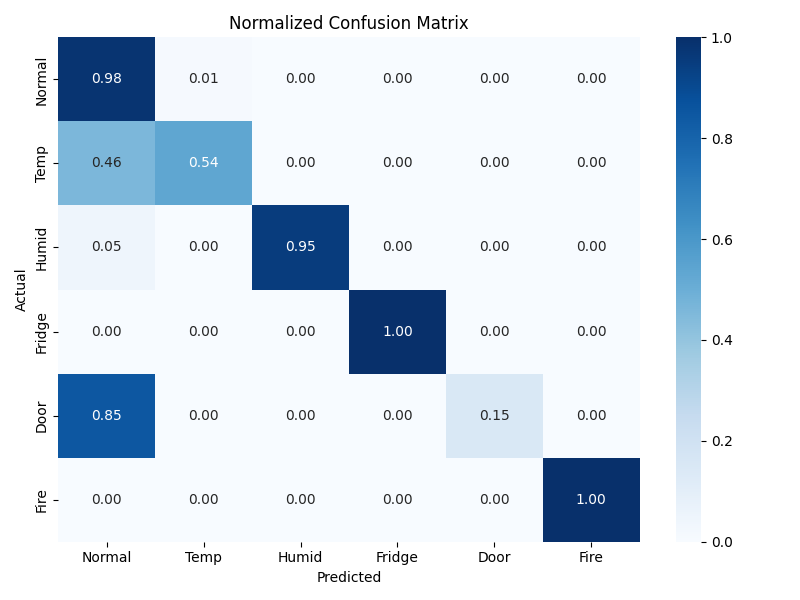 Normalized Confusion Matrix
Actual
Normal 0.98 0.01 0.00 0.00 0.00 0.00
Temp 0.46 0.54 0.00 0.00 0.00 0.00
Humid 0.05 0.00 0.95 0.00 0.00 0.00
Fridge 0.00 0.00 0.00 1.00 0.00 0.00
Door 0.85 0.00 0.00 0.00 0.15 0.00
Fire 0.00 0.00 0.00 0.00 0.00 1.00
Normal Temp Humid Fridge Door Fire
Predicted
1.0
0.8
0.6
0.4
0.2
0.0